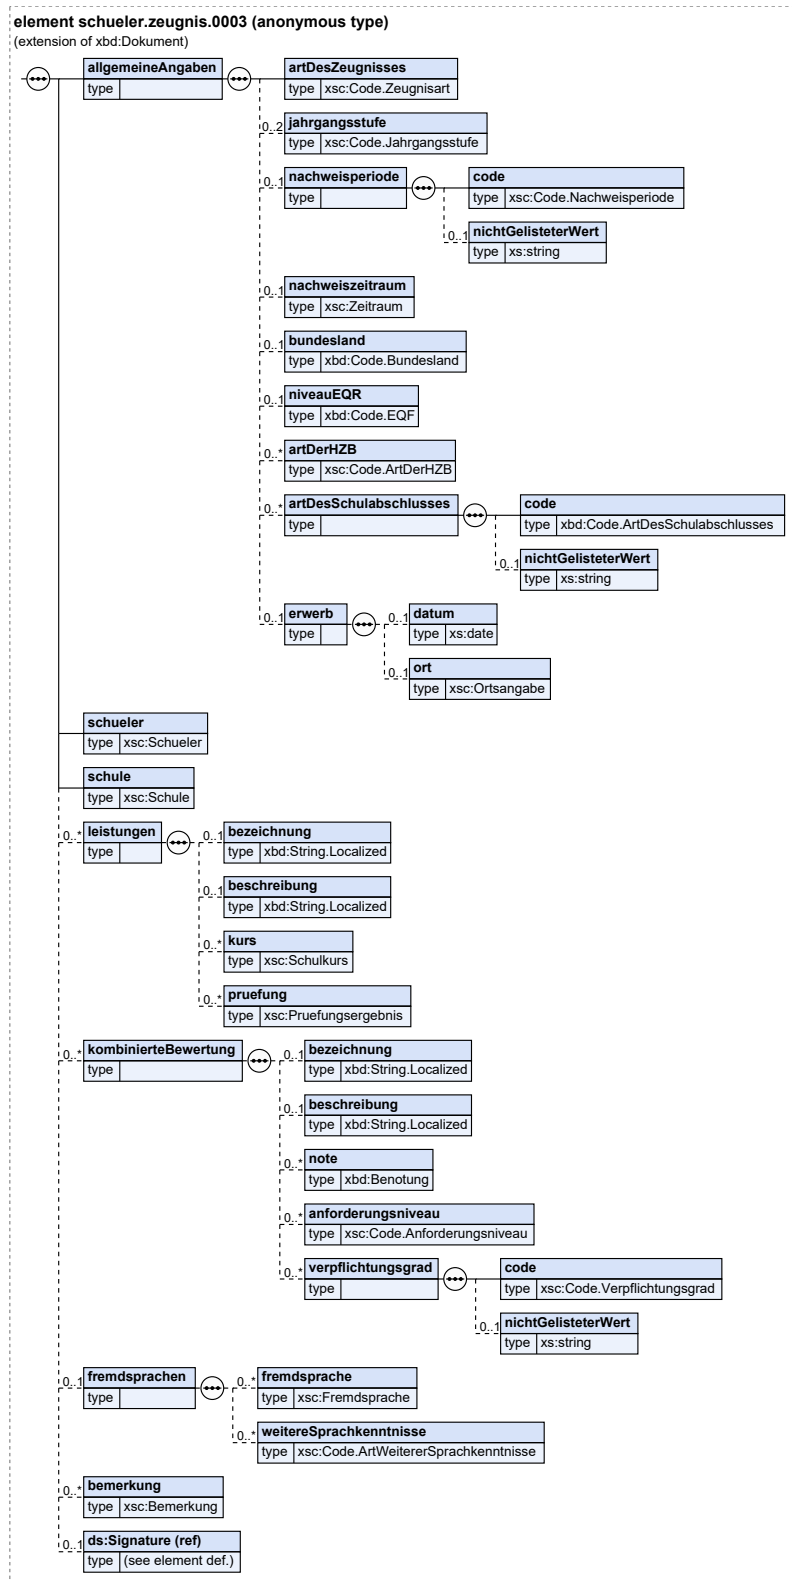 element schueler.zeugnis.0003 (anonymous type)
(extension of xbd:Dokument)
allgemeineAngaben
type
artDesZeugnisses
type xsc:Code.Zeugnisart
0..2
jahrgangsstufe
type xsc:Code.Jahrgangsstufe
0..1
nachweisperiode
type
code
type xsc:Code.Nachweisperiode
0..1
nichtGelisteterWert
type xs:string
0..1
nachweiszeitraum
type xsc:Zeitraum
0..1
bundesland
type xbd:Code.Bundesland
0..1
niveauEQR
type xbd:Code.EQF
0..*
artDerHZB
type xsc:Code.ArtDerHZB
0..*
artDesSchulabschlusses
type
code
type xbd:Code.ArtDesSchulabschlusses
0..1
nichtGelisteterWert
type xs:string
0..1
erwerb
type
0..1
datum
type xs:date
0..1
ort
type xsc:Ortsangabe
schueler
type xsc:Schueler
schule
type xsc:Schule
0..*
leistungen
type
0..1
bezeichnung
type xbd:String.Localized
0..1
beschreibung
type xbd:String.Localized
0..*
kurs
type xsc:Schulkurs
0..*
pruefung
type xsc:Pruefungsergebnis
0..*
kombinierteBewertung
type
0..1
bezeichnung
type xbd:String.Localized
0..1
beschreibung
type xbd:String.Localized
0..*
note
type xbd:Benotung
0..*
anforderungsniveau
type xsc:Code.Anforderungsniveau
0..*
verpflichtungsgrad
type
code
type xsc:Code.Verpflichtungsgrad
0..1
nichtGelisteterWert
type xs:string
0..1
fremdsprachen
type
0..*
fremdsprache
type xsc:Fremdsprache
0..*
weitereSprachkenntnisse
type xsc:Code.ArtWeitererSprachkenntnisse
0..*
bemerkung
type xsc:Bemerkung
0..1
ds:Signature (ref)
type (see element def.)